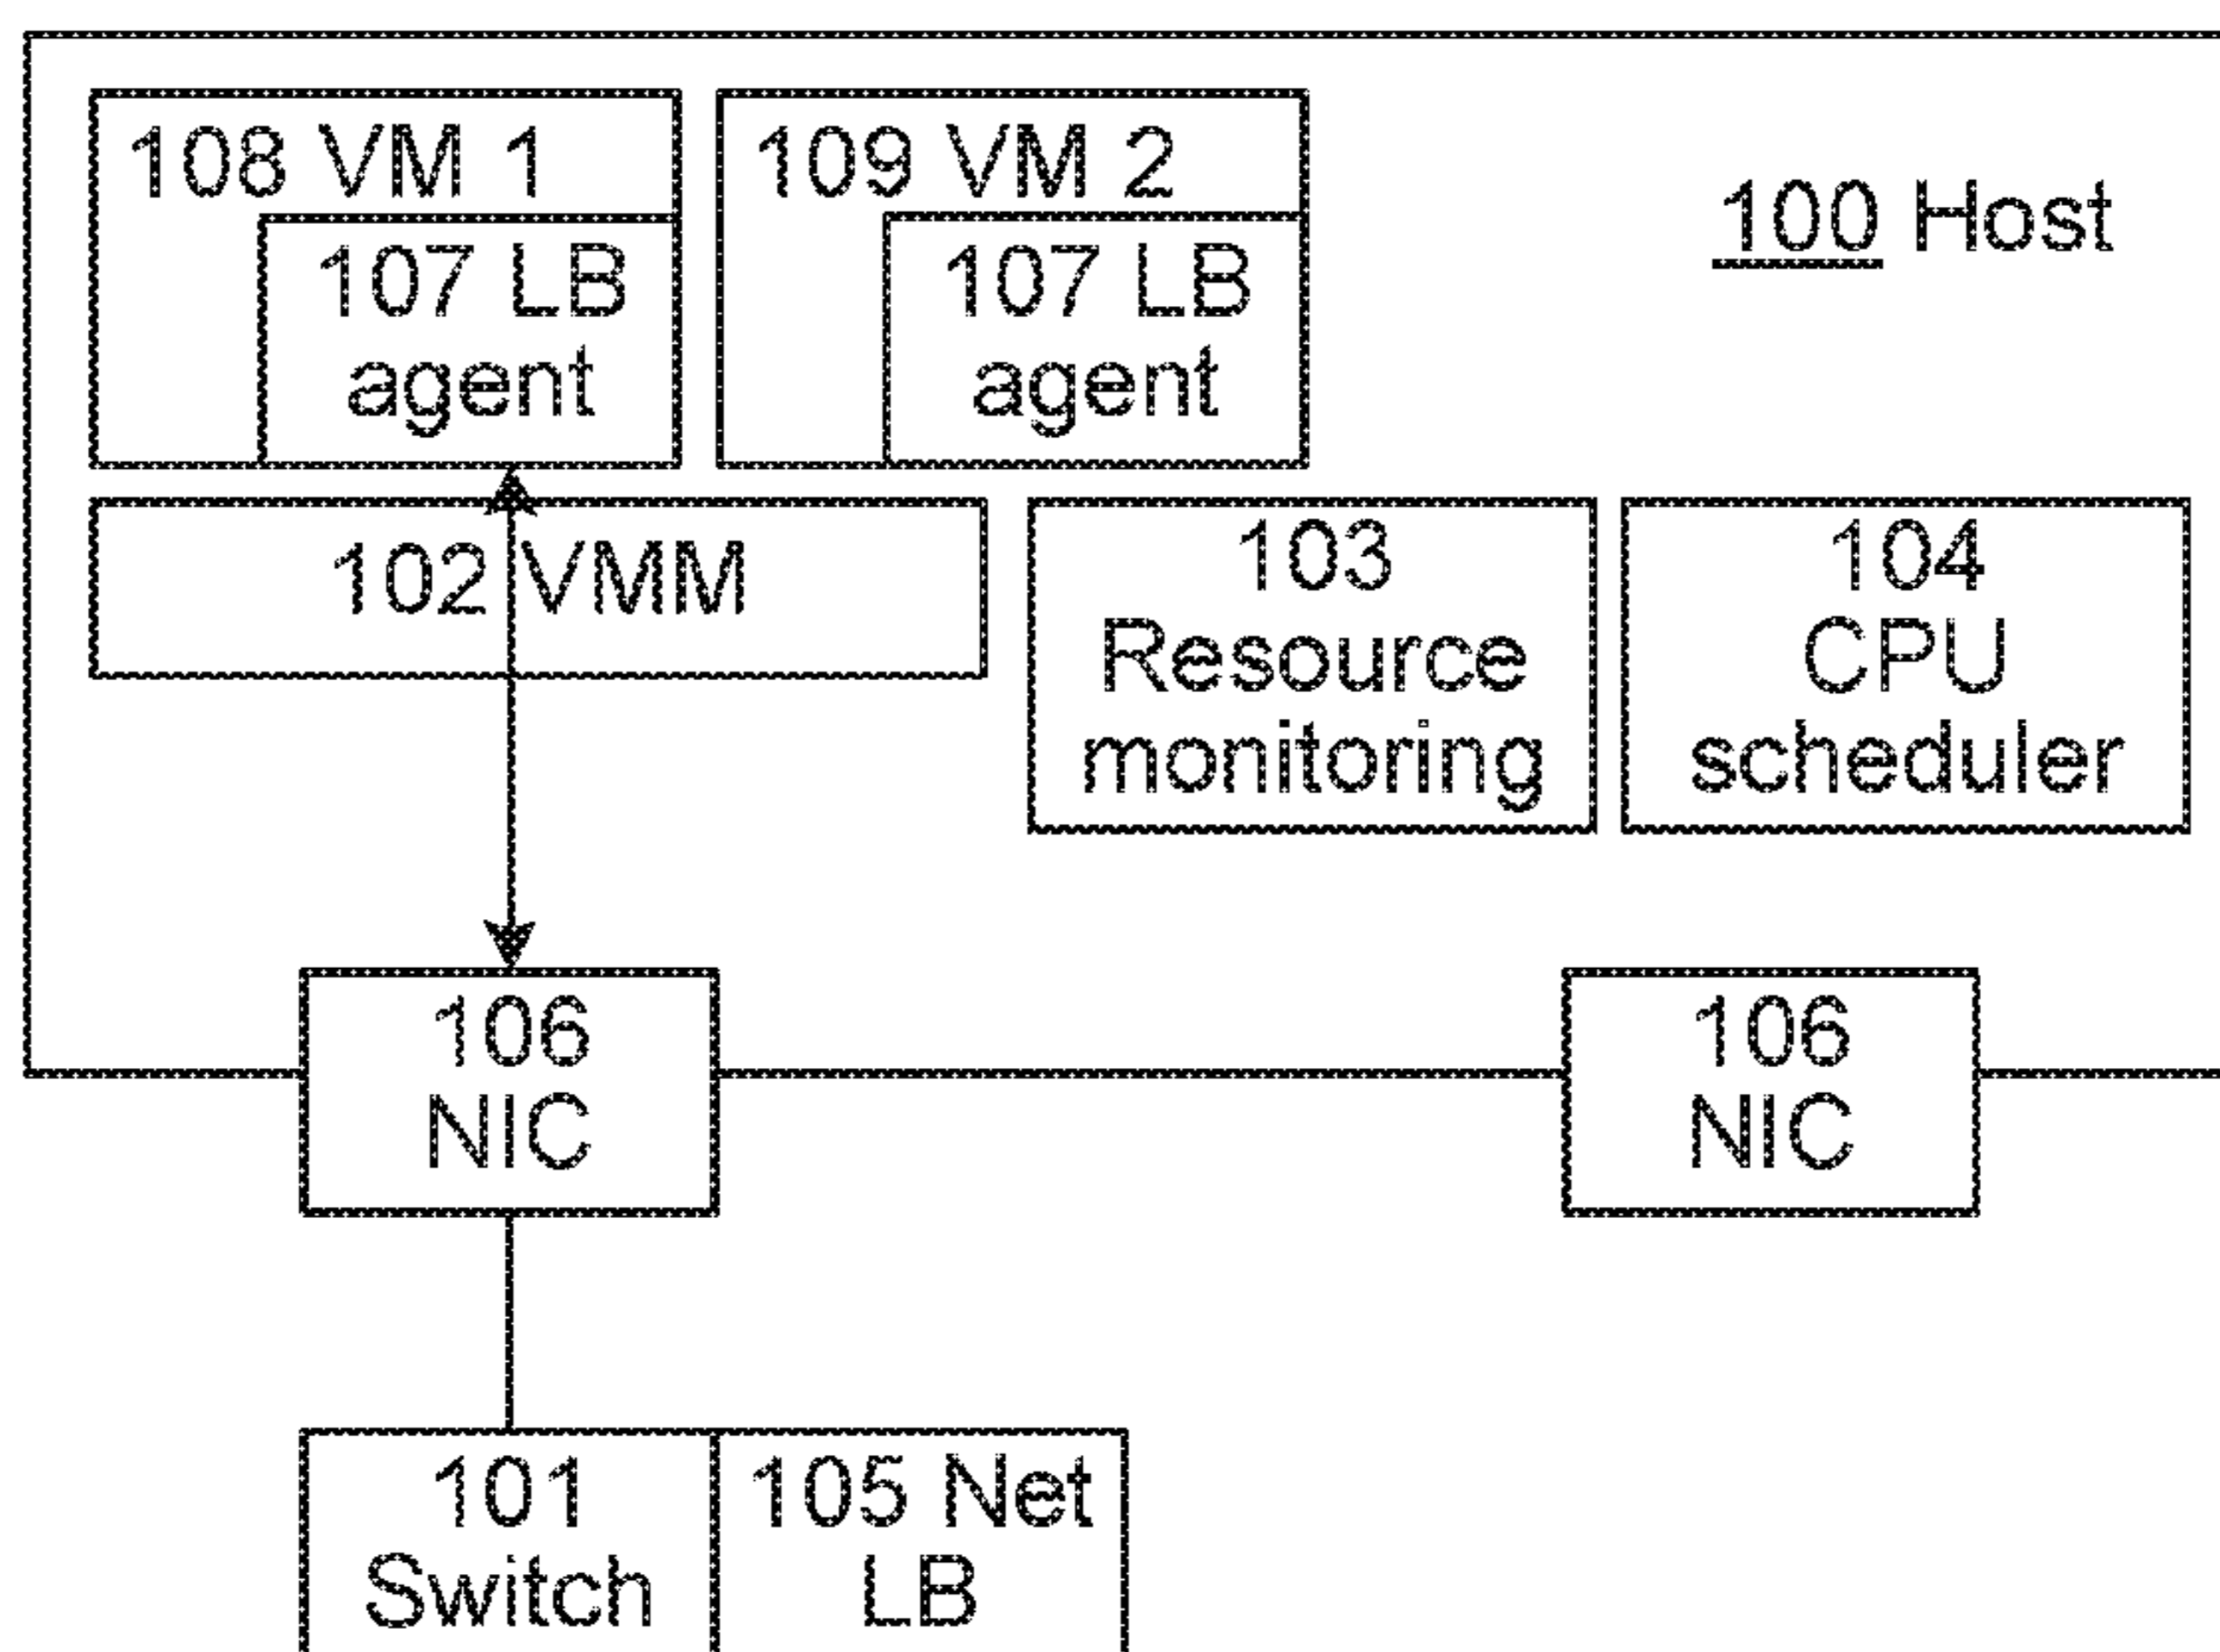 108 VM 1
107 LB
agent
109 VM 2
107 LB
agent
100 Host
102 VMM
103
Resource
monitoring
104
CPU
scheduler
106
NIC
106
NIC
101
Switch
105 Net
LB